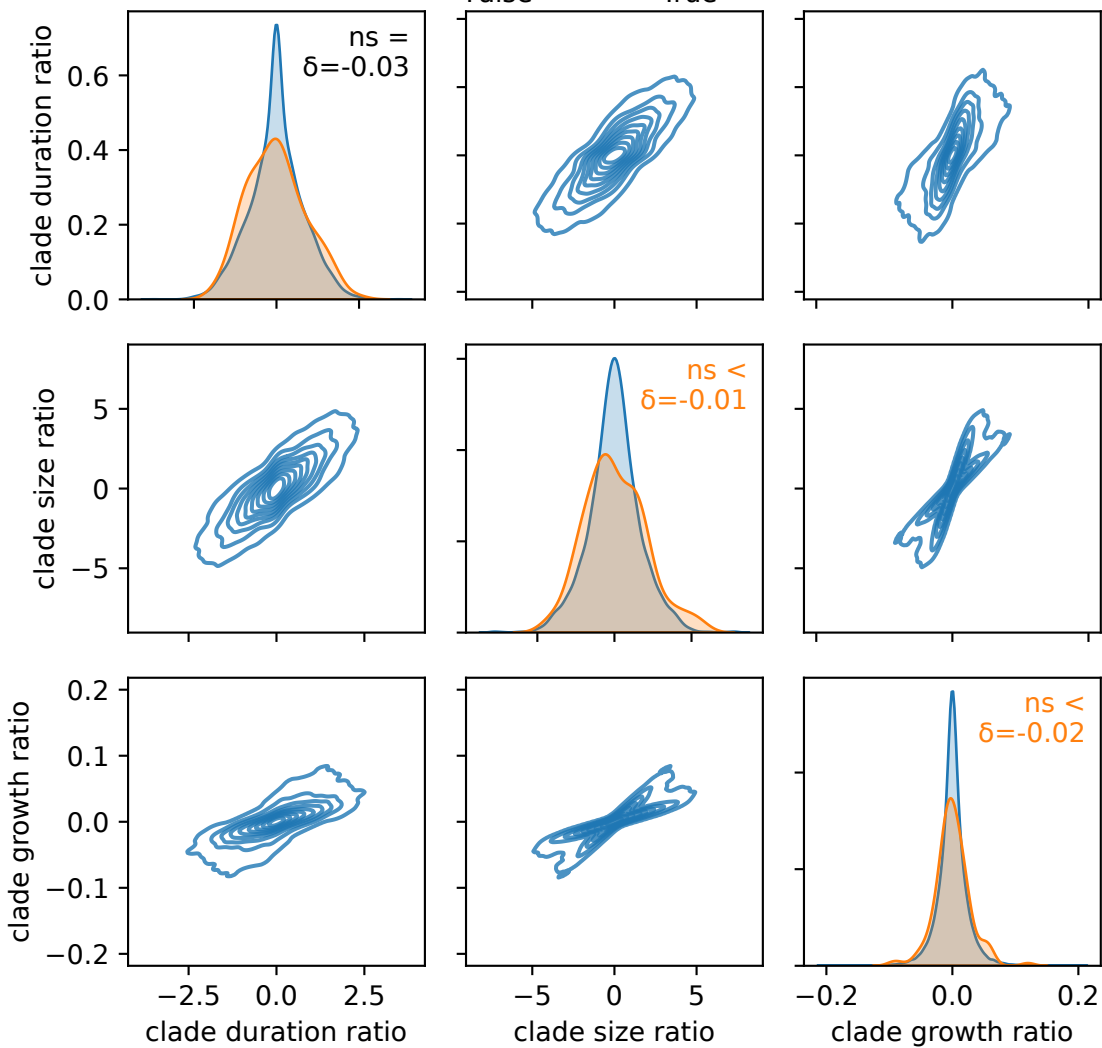 clade duration ratio
0.6
0.4
0.2
0.0
ns =
δ=-0.03
clade size ratio
5
0
−5
ns <
δ=-0.01
clade growth ratio
0.2
0.1
0.0
−0.1
−0.2
ns <
δ=-0.02
−2.5 0.0 2.5
−5 0 5
−0.2 0.0 0.2
clade duration ratio
clade size ratio
clade growth ratio